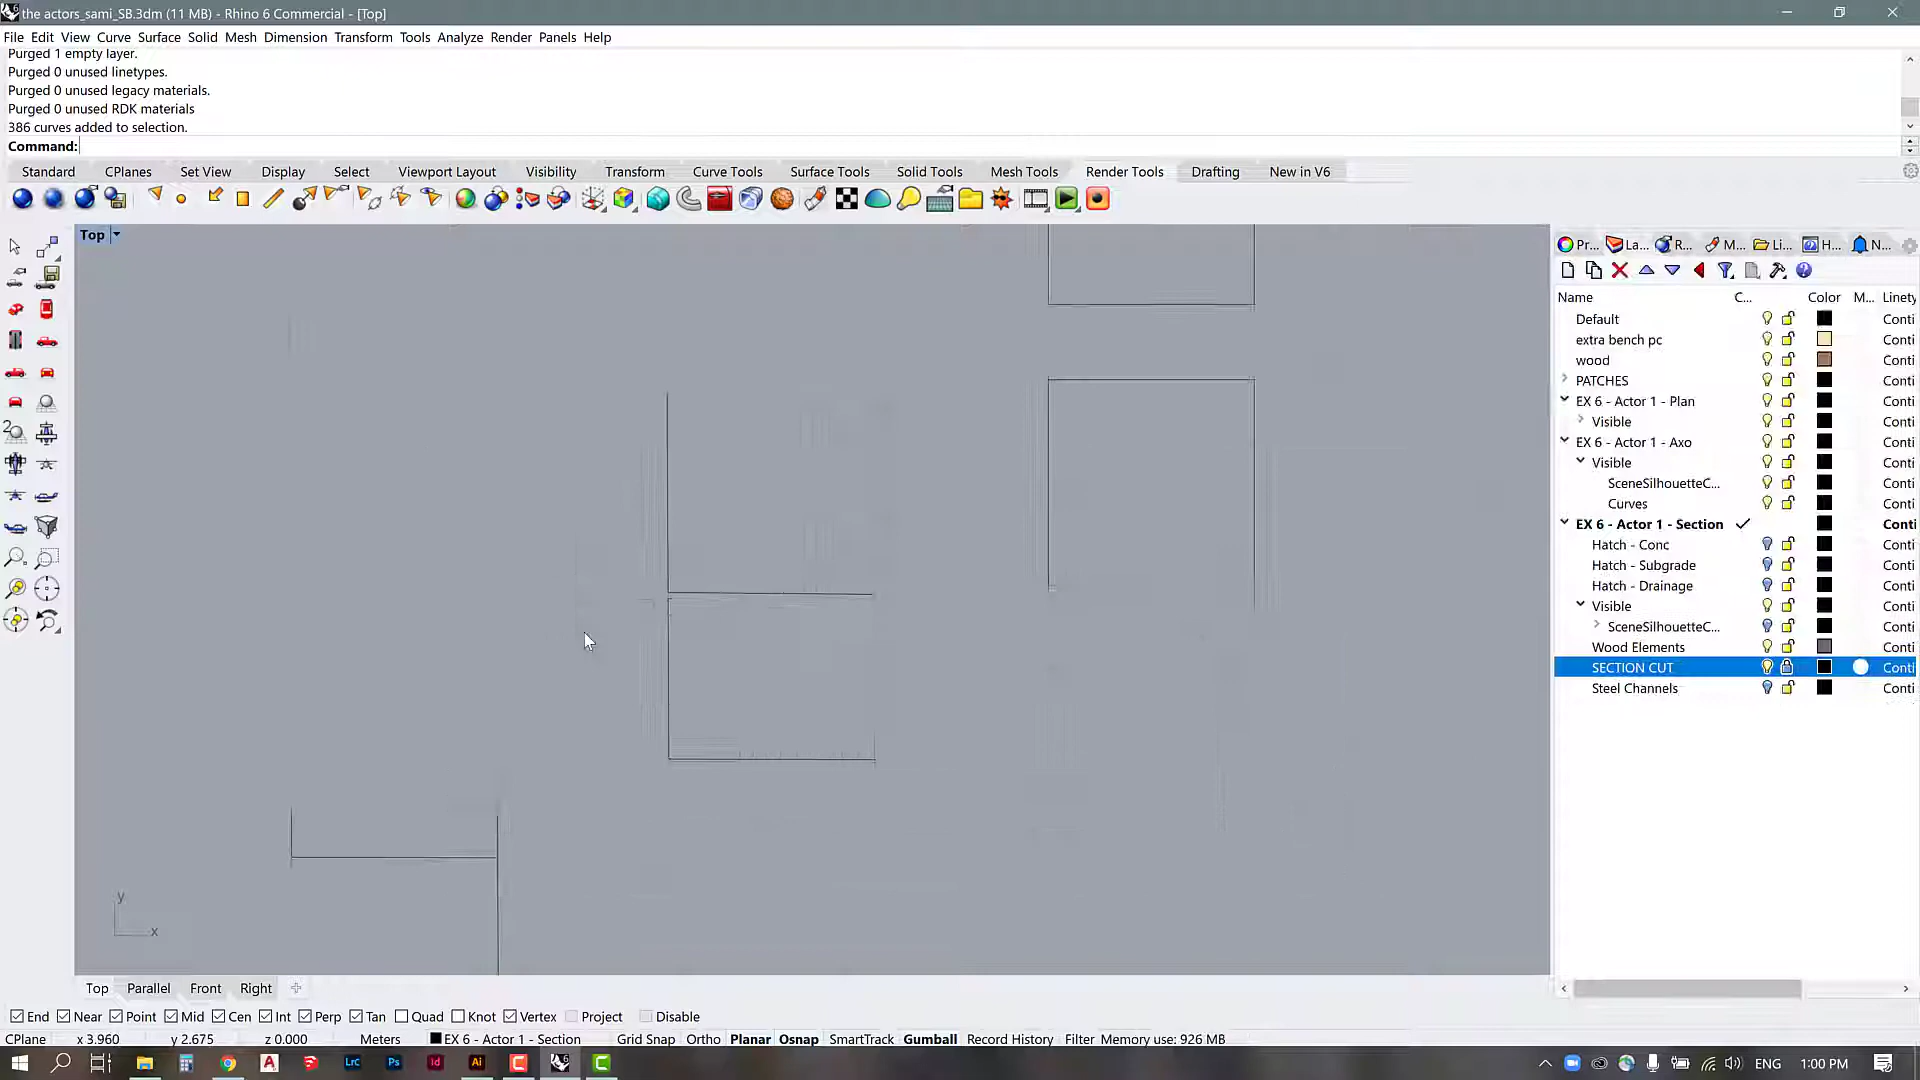 the actors_sami_SB.3dm (11 MB) - Rhino 6 Commercial - [Top]
File Edit View Curve Surface Solid Mesh Dimension Transform Tools Analyze Render Panels Help
Purged 1 empty layer.
Purged 0 unused linetypes.
Purged 0 unused legacy materials.
Purged 0 unused RDK materials
386 curves added to selection.
Command:
Standard CPlanes Set View Display Select Viewport Layout Visibility Transform Curve Tools Surface Tools Solid Tools Mesh Tools Render Tools Drafting New in V6
Top
Pr... La... R... M... Li... H... N...
Name C... Color M... Linety
Default Conti
extra bench pc Conti
wood Conti
PATCHES Conti
EX 6 - Actor 1 - Plan Conti
Visible Conti
EX 6 - Actor 1 - Axo Conti
Visible Conti
SceneSilhouetteC... Conti
Curves Conti
EX 6 - Actor 1 - Section Conti
Hatch - Conc Conti
Hatch - Subgrade Conti
Hatch - Drainage Conti
Visible Conti
SceneSilhouetteC... Conti
Wood Elements Conti
SECTION CUT Conti
Steel Channels Conti
y
x
Top Parallel Front Right
End Near Point Mid Cen Int Perp Tan Quad Knot Vertex Project Disable
CPlane x 3.960 y 2.675 z 0.000 Meters EX 6 - Actor 1 - Section Grid Snap Ortho Planar Osnap SmartTrack Gumball Record History Filter Memory use: 926 MB
Lrc Ps Id Ai ENG 1:00 PM